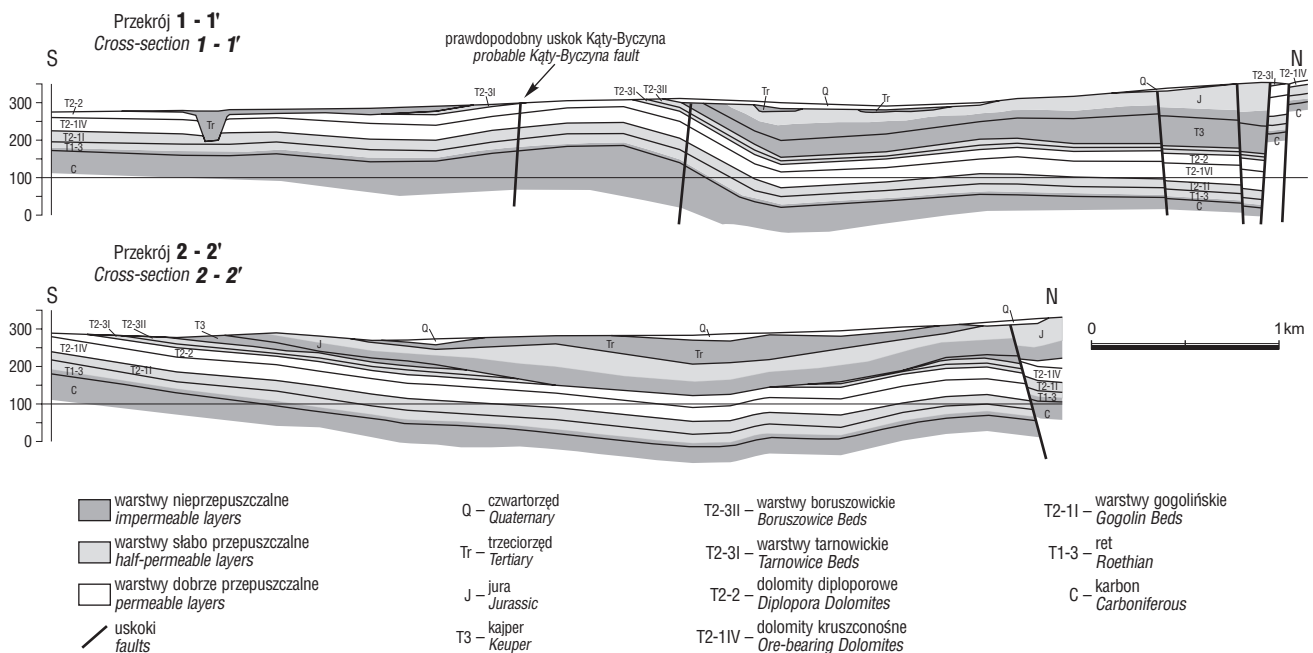 Przekrój 1 - 1'
Cross-section 1 - 1'
S
N
prawdopodobny uskok Kąty-Byczyna
probable Kąty-Byczyna fault
300
200
100
0
T2-2
T2-1IV
T2-1I
T1-3
C
Tr
T2-3I
T2-3I
T2-3II
Tr
Q
Tr
Q
J
T3
T2-2
T2-1VI
T2-1I
T1-3
C
T2-3I
T2-1IV
C
C
Przekrój 2 - 2'
Cross-section 2 - 2'
S
N
300
200
100
0
T2-3I
T2-3II
T3
T2-1IV
T2-2
T2-1I
T1-3
C
J
Q
Tr
Tr
Q
Q
J
T2-1IV
T2-1I
T1-3
C
0
1 km
warstwy nieprzepuszczalne
impermeable layers
warstwy słabo przepuszczalne
half-permeable layers
warstwy dobrze przepuszczalne
permeable layers
uskoki
faults
Q – czwartorzęd
Quaternary
Tr – trzeciorzęd
Tertiary
J – jura
Jurassic
T3 – kajper
Keuper
T2-3II – warstwy boruszowickie
Boruszowice Beds
T2-3I – warstwy tarnowickie
Tarnowice Beds
T2-2 – dolomity diploporowe
Diplopora Dolomites
T2-1IV – dolomity kruszconośne
Ore-bearing Dolomites
T2-1I – warstwy gogolińskie
Gogolin Beds
T1-3 – ret
Roethian
C – karbon
Carboniferous